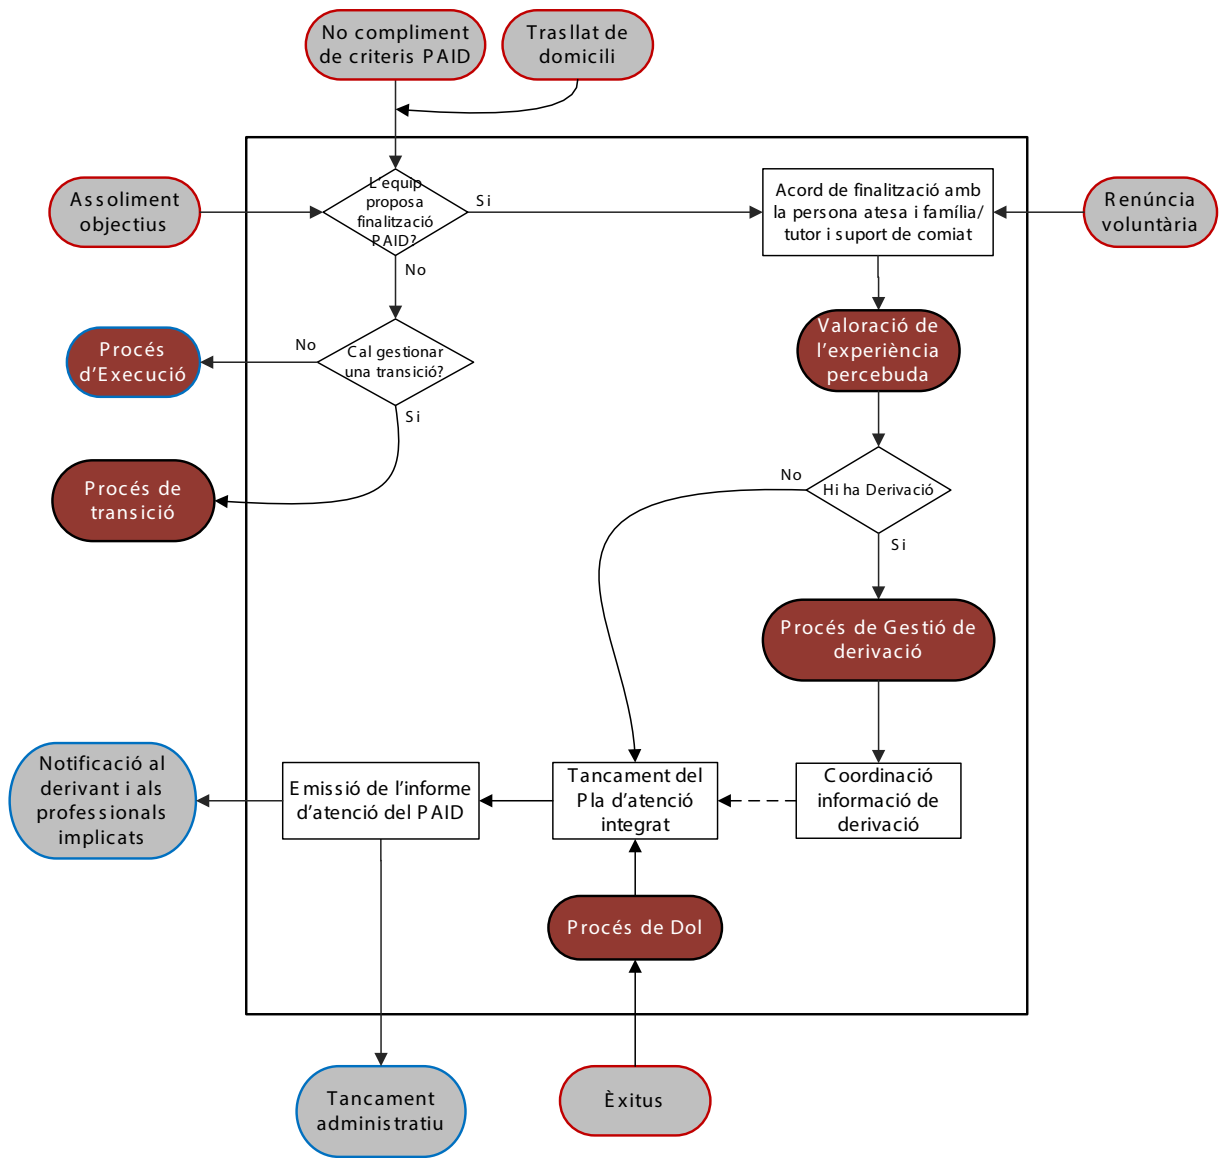 No compliment
de criteris PAID
Trasllat de
domicili
Assoliment
objectius
L'equip
proposa
finalització
PAID?
Si
Acord de finalització amb
la persona atesa i família/
tutor i suport de comiat
Renúncia
voluntària
No
Procés
d'Execució
No
Cal gestionar
una transició?
Si
Valoració de
l'experiència
percebuda
Procés de
transició
No
Hi ha Derivació
Si
Procés de Gestió de
derivació
Notificació al
derivant i als
professionals
implicats
Emissió de l'informe
d'atenció del PAID
Tancament del
Pla d'atenció
integrat
Coordinació
informació de
derivació
Procés de Dol
Tancament
administratiu
Èxitus